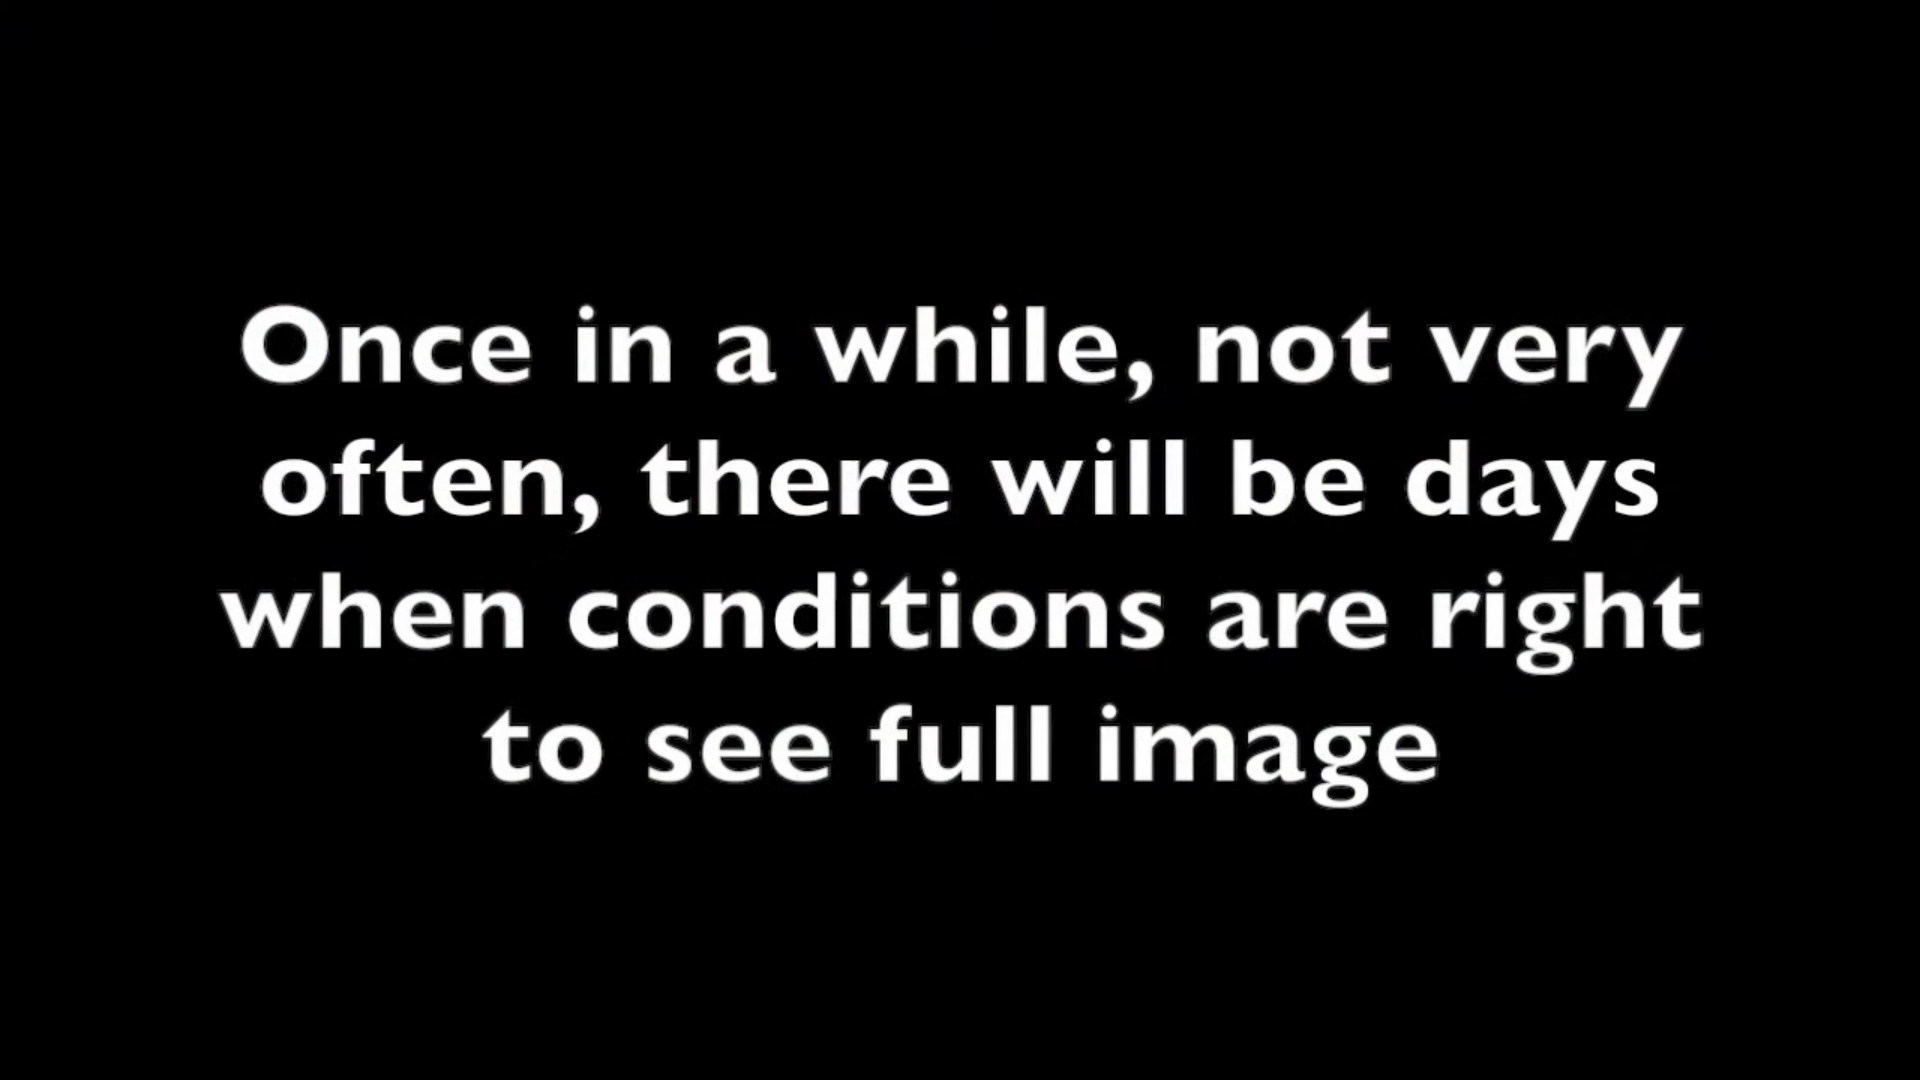 Once in a while, not very
often, there will be days
when conditions are right
to see full image